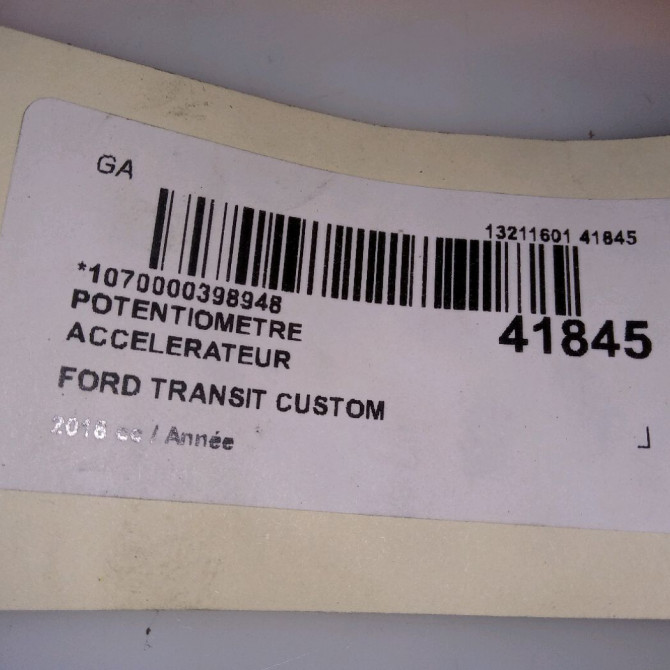 GA
13211601 41845
*1070000398948
41845
POTENTIOMETRE
ACCELERATEUR
FORD TRANSIT CUSTOM
/ Année